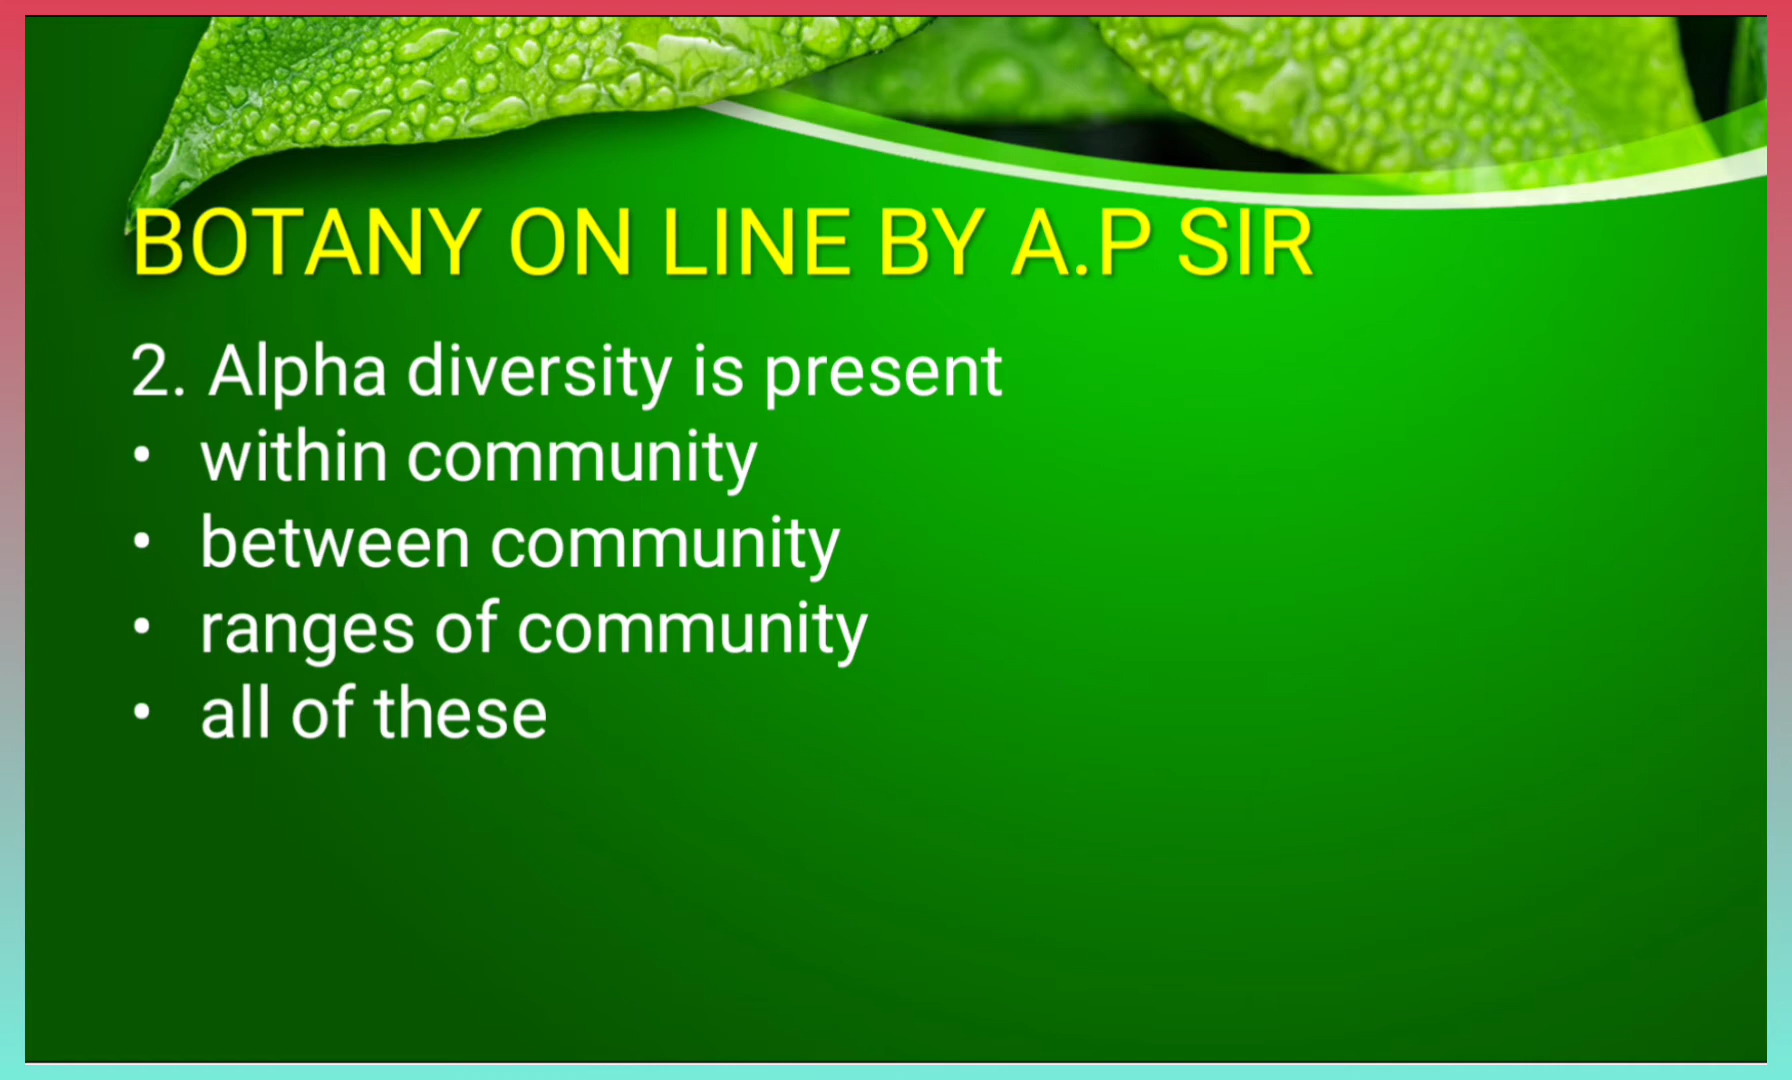 BOTANY ON LINE BY A.P SIR
2. Alpha diversity is present
• within community
• between community
• ranges of community
• all of these